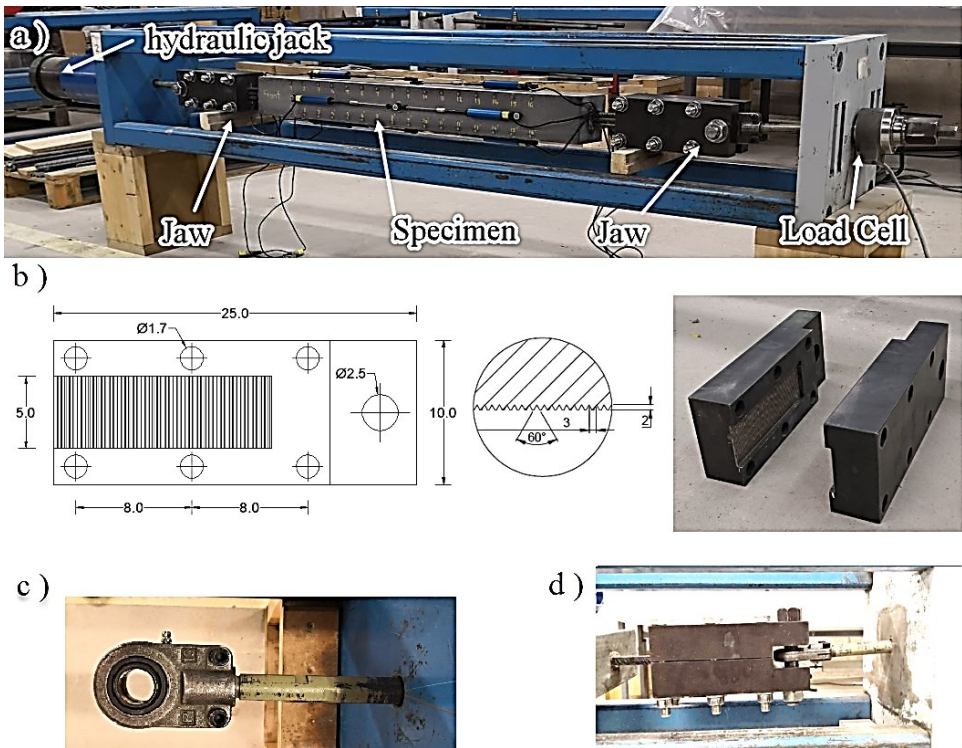 a)
hydraulic jack
Jaw
Specimen
Jaw
Load Cell
b )
25.0
Ø1.7
Ø2.5
5.0
10.0
8.0
8.0
3
2
60°
c )
d )